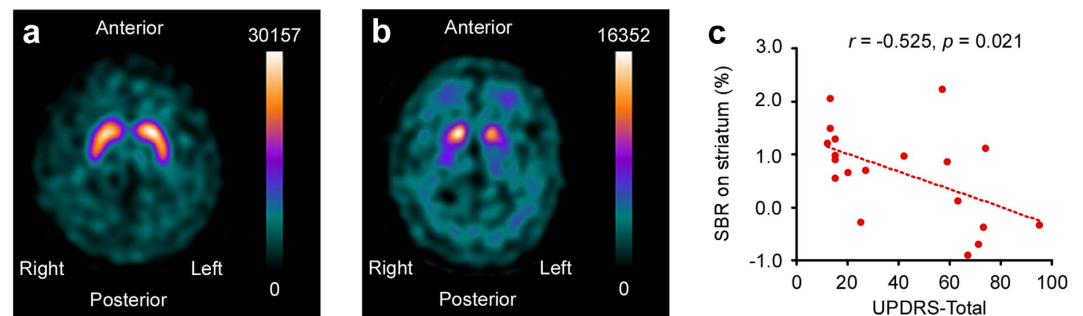 a
Anterior
30157
Right
Left
0
Posterior
b
Anterior
16352
Right
Left
0
Posterior
c
r = -0.525, p = 0.021
SBR on striatum (%)
3.0
2.0
1.0
0.0
-1.0
0 20 40 60 80 100
UPDRS-Total